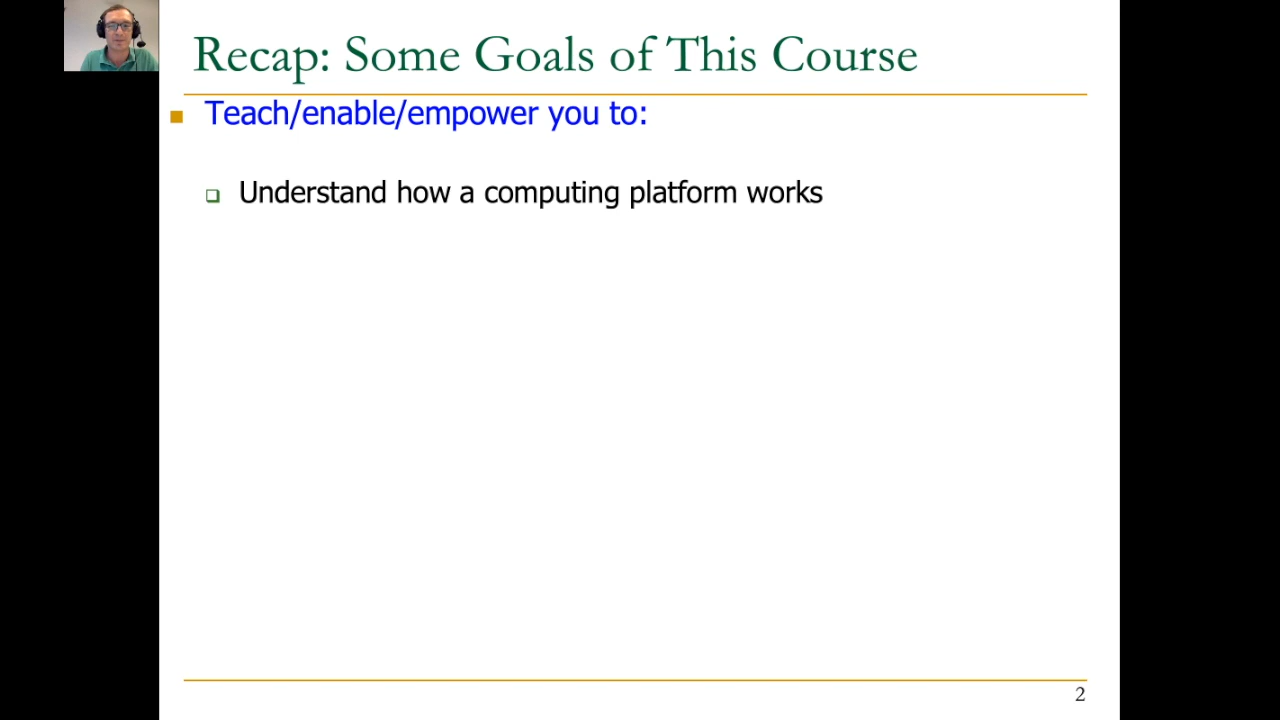 Recap: Some Goals of This Course
Teach/enable/empower you to:
Understand how a computing platform works
2